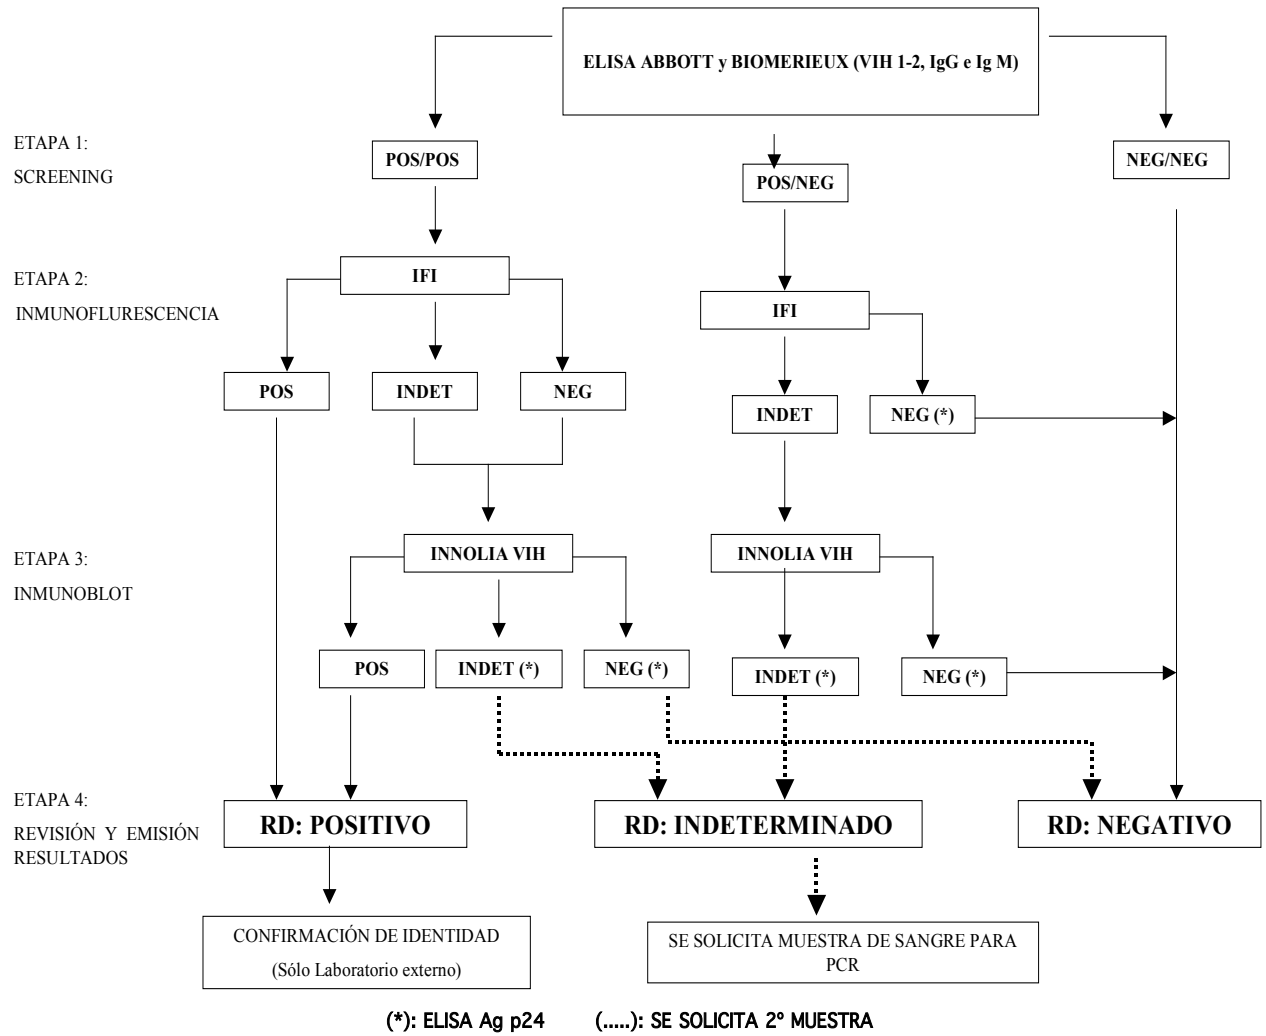 ELISA ABBOTT y BIOMERIEUX (VIH 1-2, IgG e Ig M)
ETAPA 1:
SCREENING
POS/POS
POS/NEG
NEG/NEG
ETAPA 2:
INMUNOFLURESCENCIA
IFI
IFI
POS
INDET
NEG
INDET
NEG (*)
ETAPA 3:
INMUNOBLOT
INNOLIA VIH
INNOLIA VIH
POS
INDET (*)
NEG (*)
INDET (*)
NEG (*)
ETAPA 4:
REVISIÓN Y EMISIÓN
RESULTADOS
RD: POSITIVO
RD: INDETERMINADO
RD: NEGATIVO
CONFIRMACIÓN DE IDENTIDAD
(Sólo Laboratorio externo)
SE SOLICITA MUESTRA DE SANGRE PARA
PCR
(*): ELISA Ag p24 (.....): SE SOLICITA 2º MUESTRA